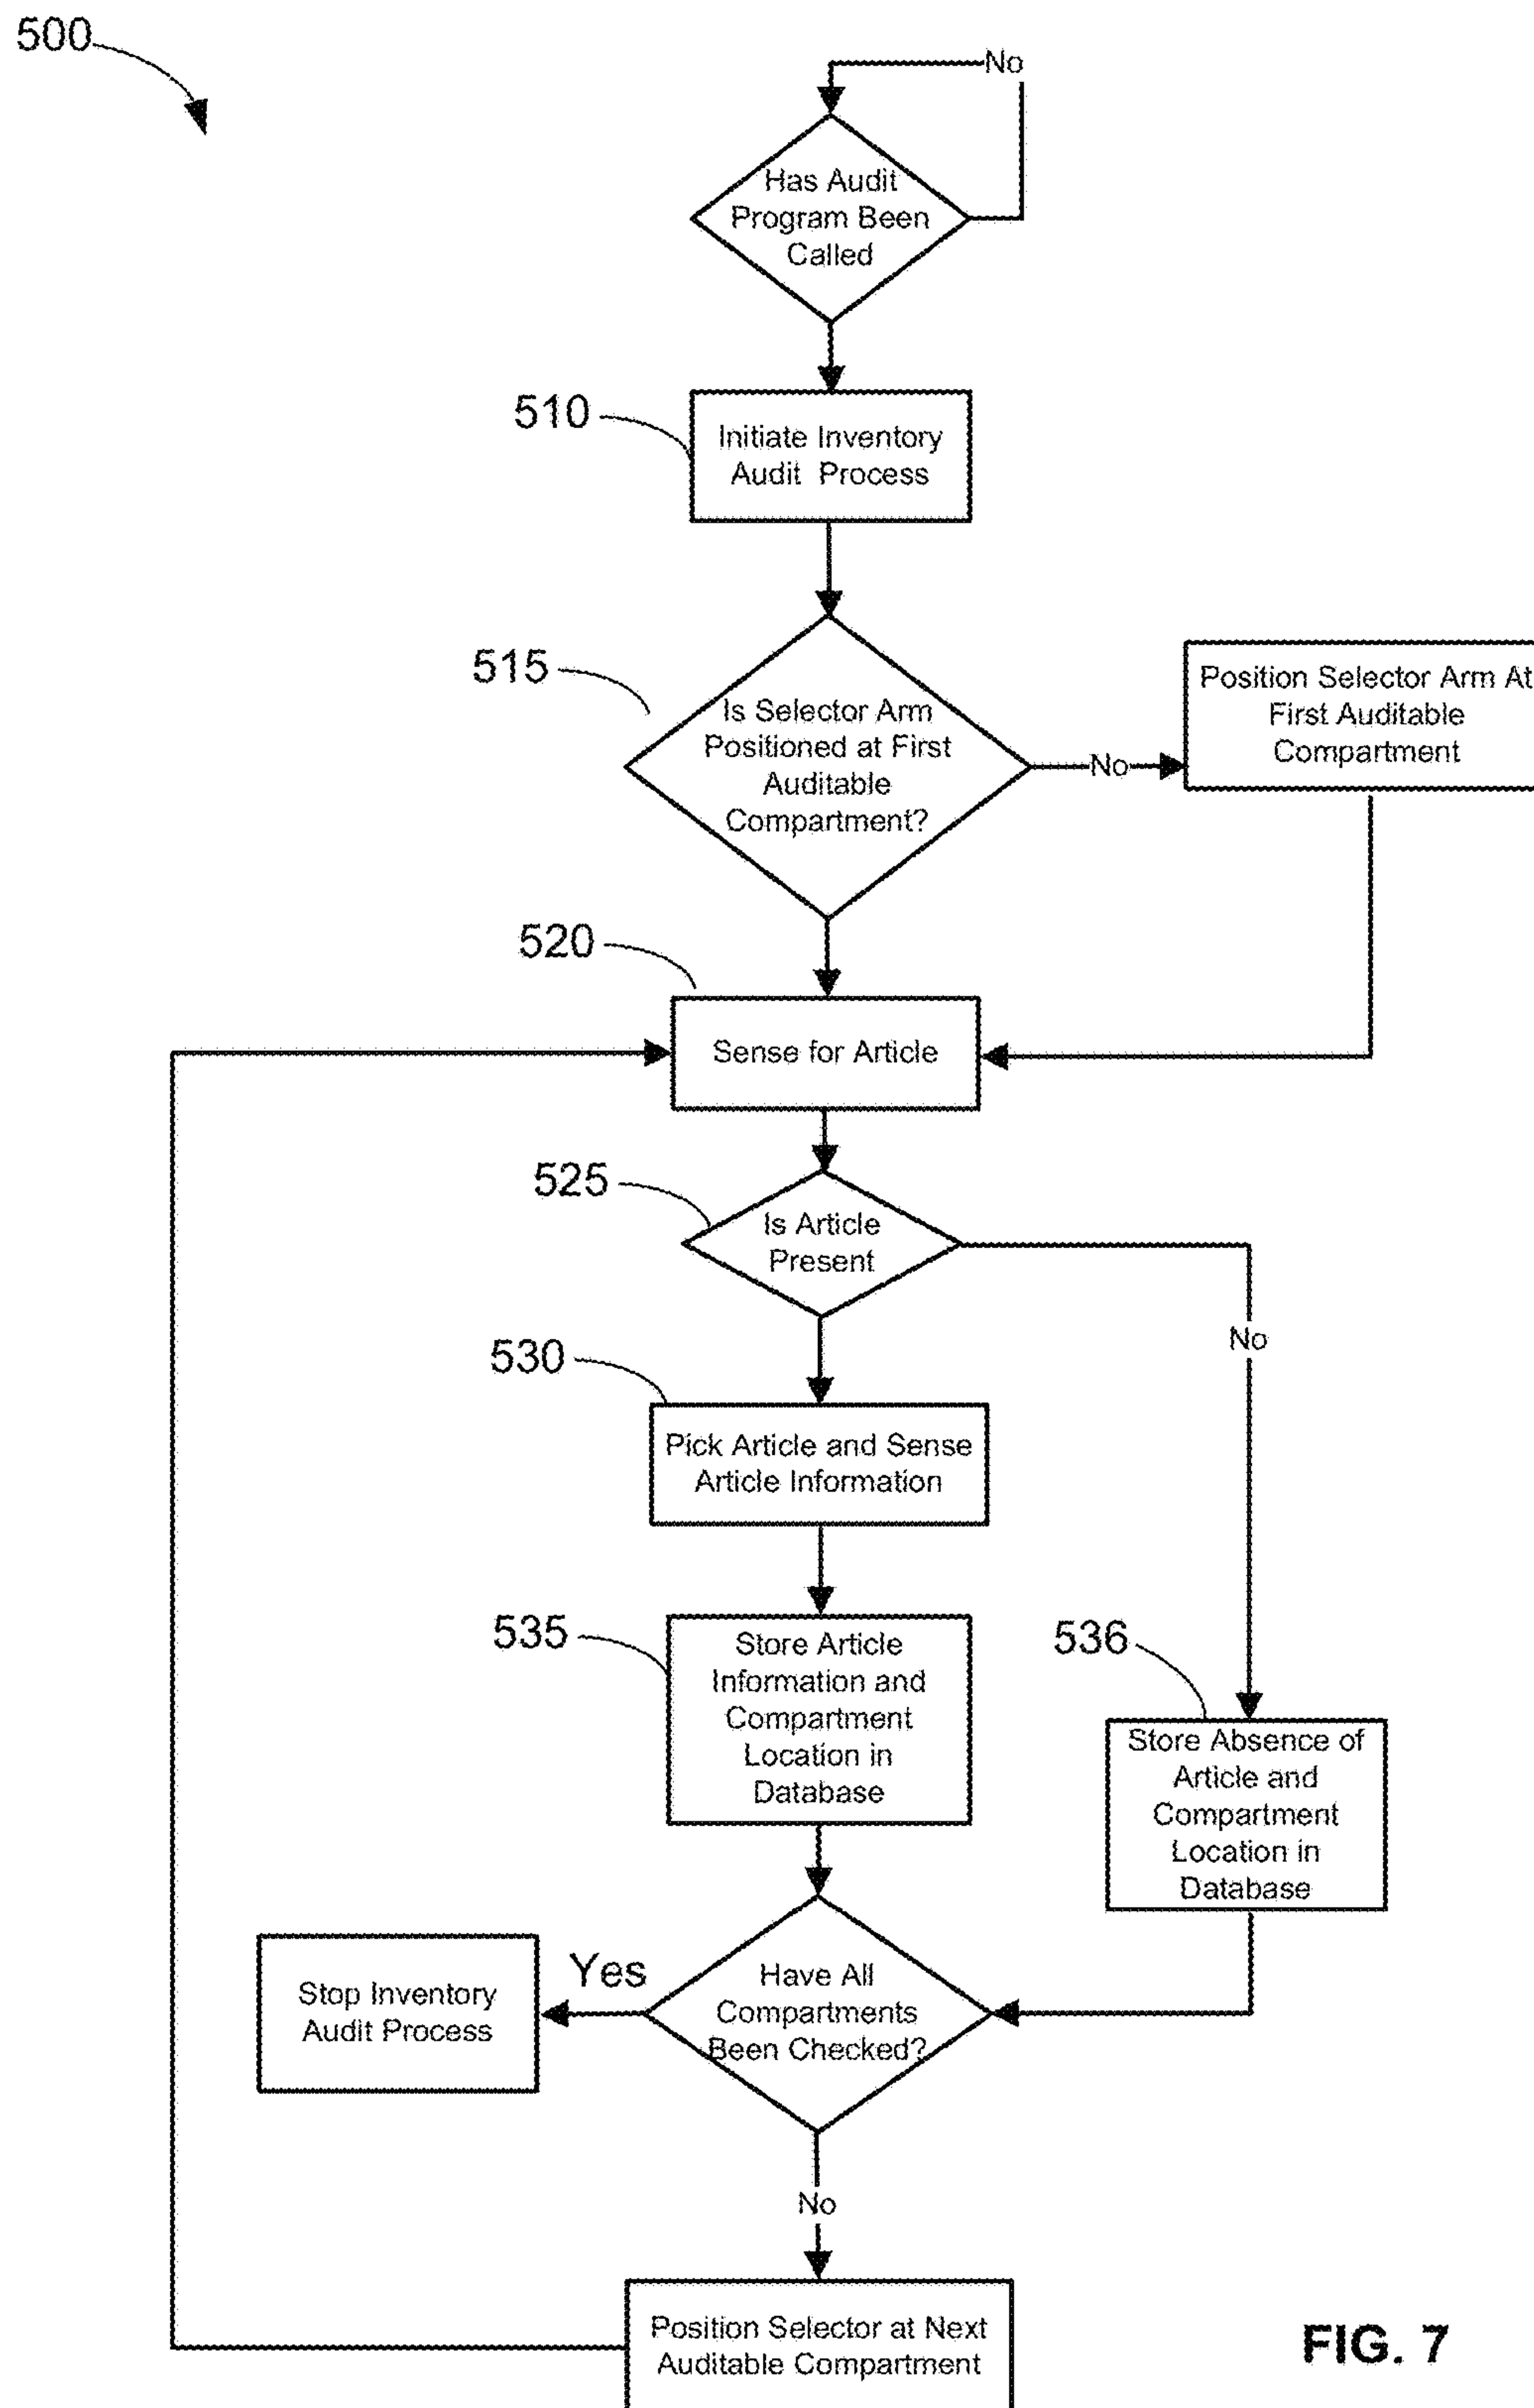 500
No
Has Audit
Program Been
Called
510
Initiate Inventory
Audit Process
515
Is Selector Arm
Positioned at First
Auditable
Compartment?
No
Position Selector Arm At
First Auditable
Compartment
520
Sense for Article
525
Is Article
Present
No
530
Pick Article and Sense
Article Information
535
Store Article
Information and
Compartment
Location in
Database
536
Store Absence of
Article and
Compartment
Location in
Database
Stop Inventory
Audit Process
Yes
Have All
Compartments
Been Checked?
No
Position Selector at Next
Auditable Compartment
FIG. 7